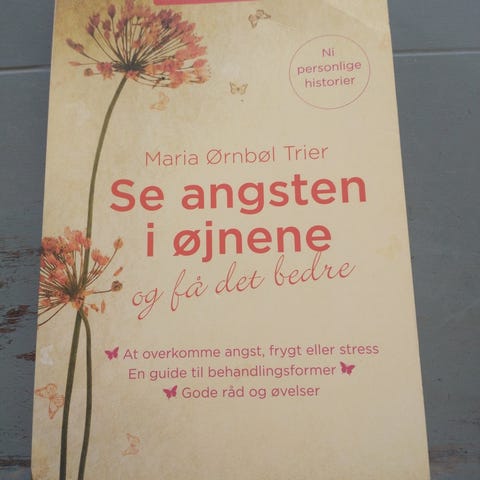 Ni
personlige
historier
Maria Ørnbøl Trier
Se angsten
i øjnene
og få det bedre
At overkomme angst, frygt eller stress
En guide til behandlingsformer
Gode råd og øvelser